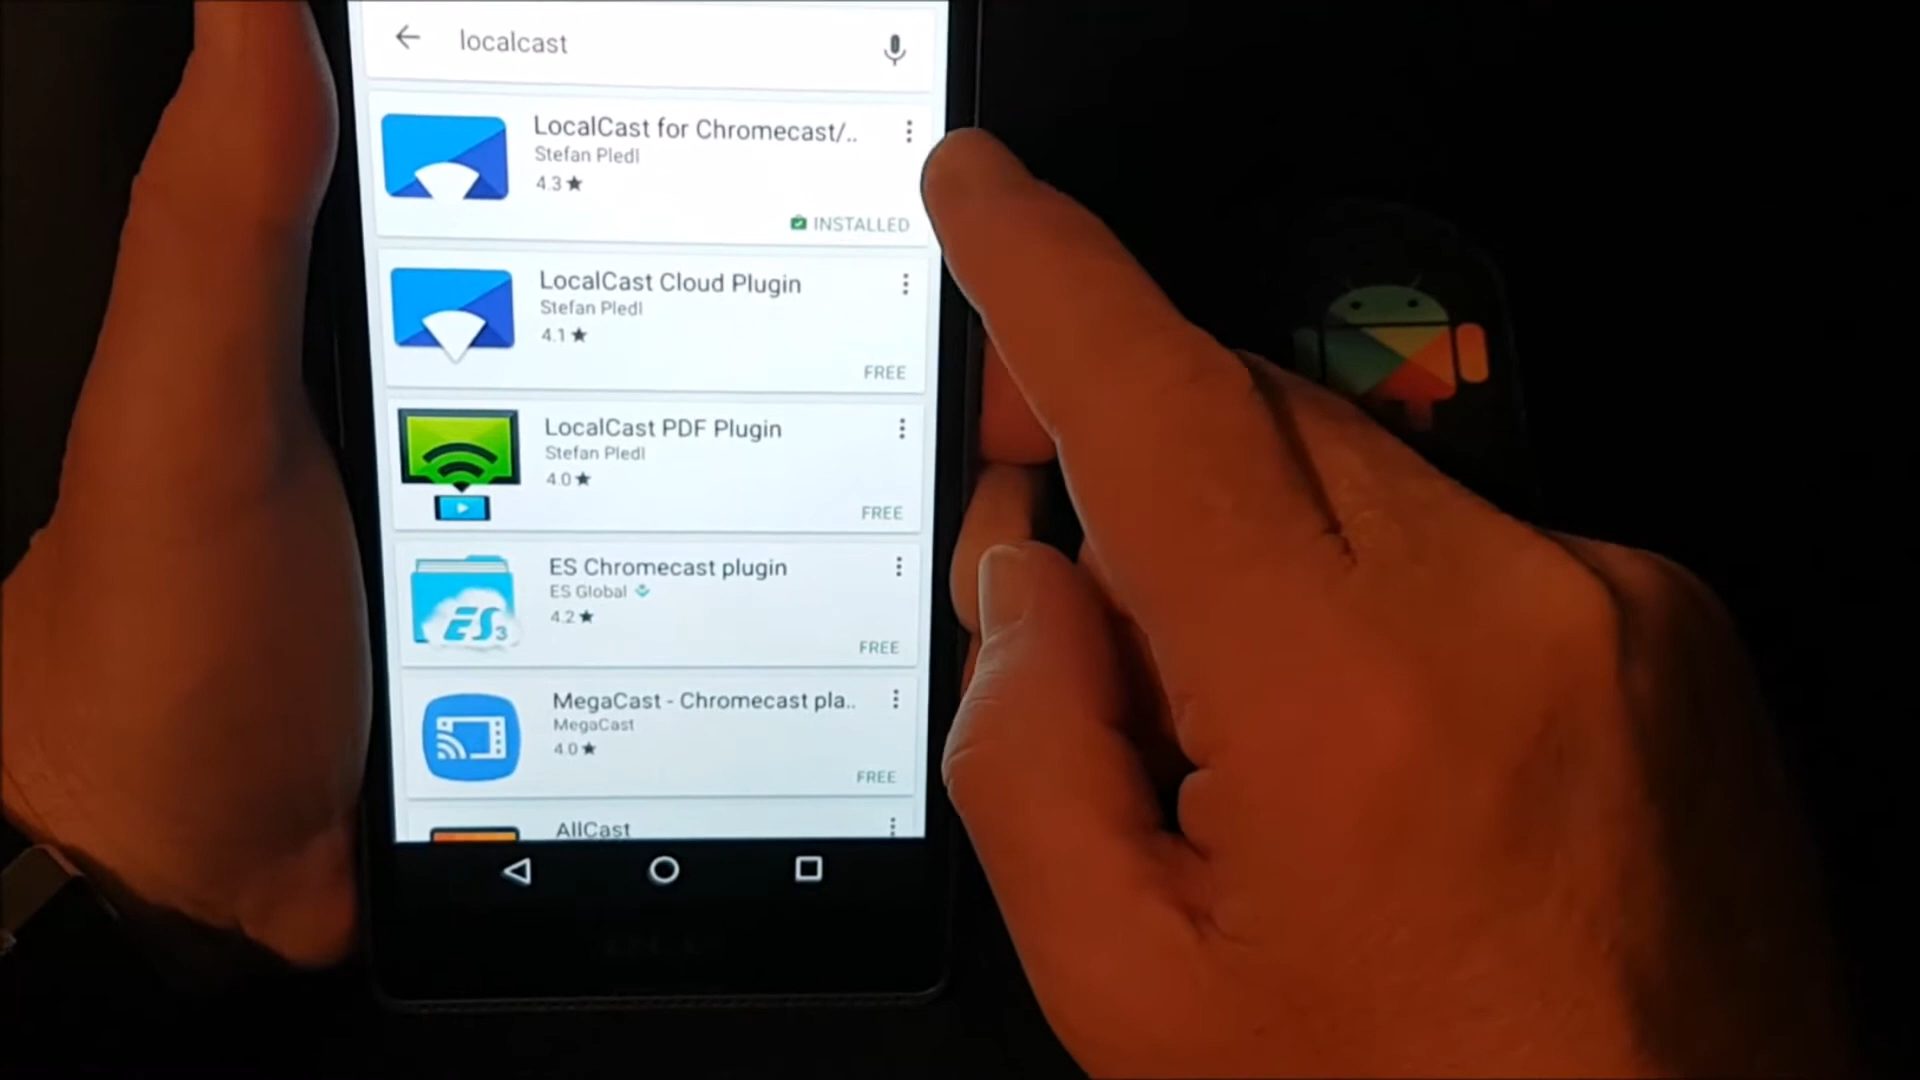 localcast
LocalCast for Chromecast/..
Stefan Pledl
4.3★
INSTALLED
LocalCast Cloud Plugin
Stefan Pledl
4.1★
FREE
LocalCast PDF Plugin
Stefan Pledl
4.0★
FREE
ES Chromecast plugin
ES Global
4.2★
FREE
ES3
MegaCast - Chromecast pla..
MegaCast
4.0★
FREE
AllCast